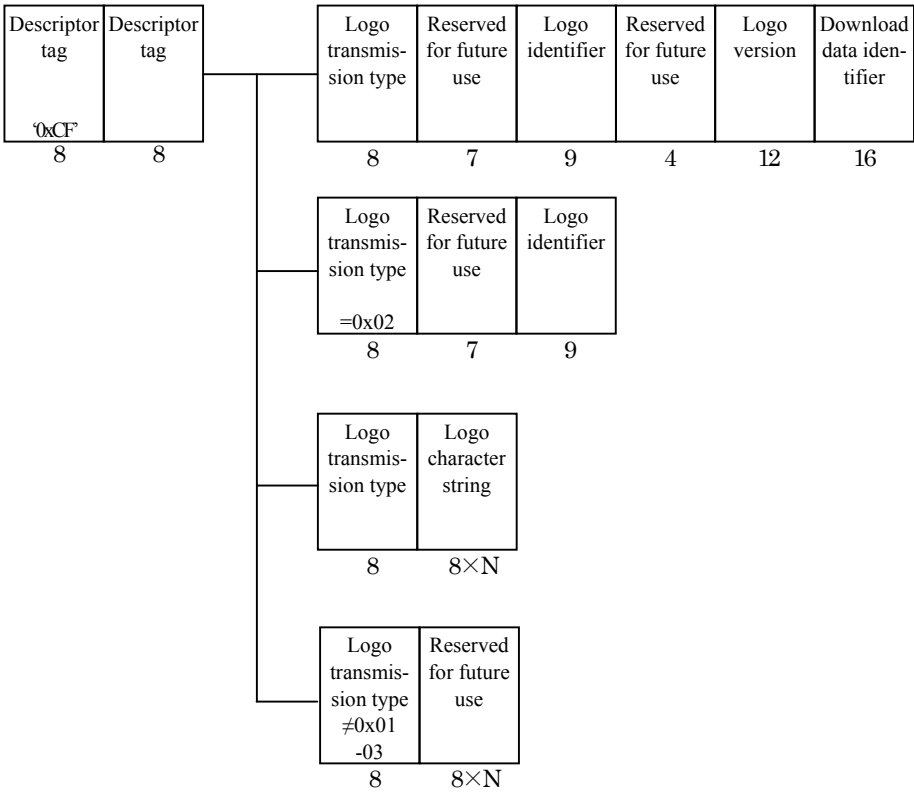 Descriptor
tag
‘0xCF’
8
Descriptor
tag
8
Logo
transmis-
sion type
8
Reserved
for future
use
7
Logo
identifier
9
Reserved
for future
use
4
Logo
version
12
Download
data iden-
tifier
16
Logo
transmis-
sion type
=0x02
8
Reserved
for future
use
7
Logo
identifier
9
Logo
transmis-
sion type
8
Logo
character
string
8×N
Logo
transmis-
sion type
≠0x01
-03
8
Reserved
for future
use
8×N